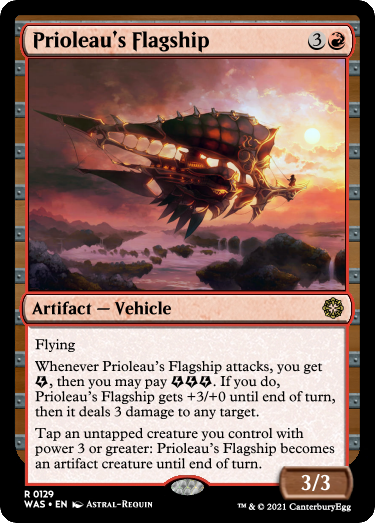 Prioleau's Flagship 3
Artifact — Vehicle
Flying
Whenever Prioleau's Flagship attacks, you get
, then you may pay . If you do,
Prioleau's Flagship gets +3/+0 until end of turn,
then it deals 3 damage to any target.
Tap an untapped creature you control with
power 3 or greater: Prioleau's Flagship becomes
an artifact creature until end of turn.
3/3
R 0129
WAS • EN Astral-Requin
™ & © 2021 CanterburyEgg